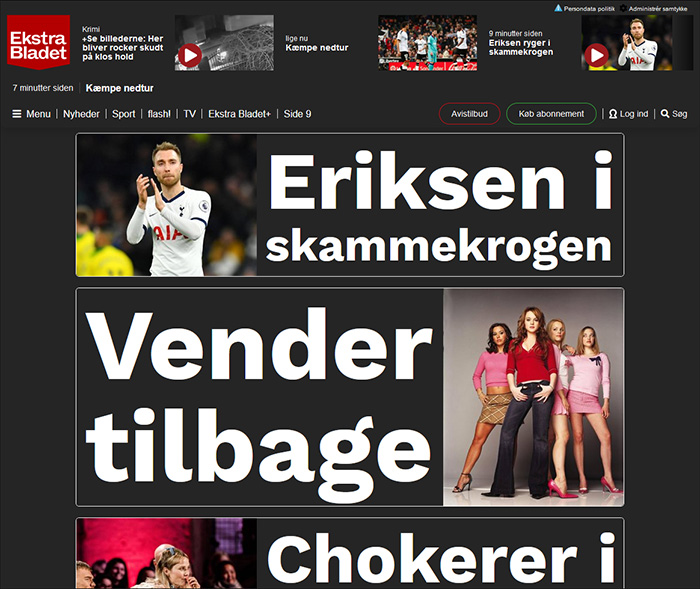 Persondata politik Administrér samtykke
Ekstra
Bladet
Krimi
+Se billederne: Her
bliver rocker skudt
på klos hold
lige nu
Kæmpe nedtur
9 minutter siden
Eriksen ryger i
skammekrogen
7 minutter siden Kæmpe nedtur
Menu Nyheder Sport flash! TV Ekstra Bladet+ Side 9 Avistilbud Køb abonnement Log ind Søg
Eriksen i
skammekrogen
Vender
tilbage
Chokerer i